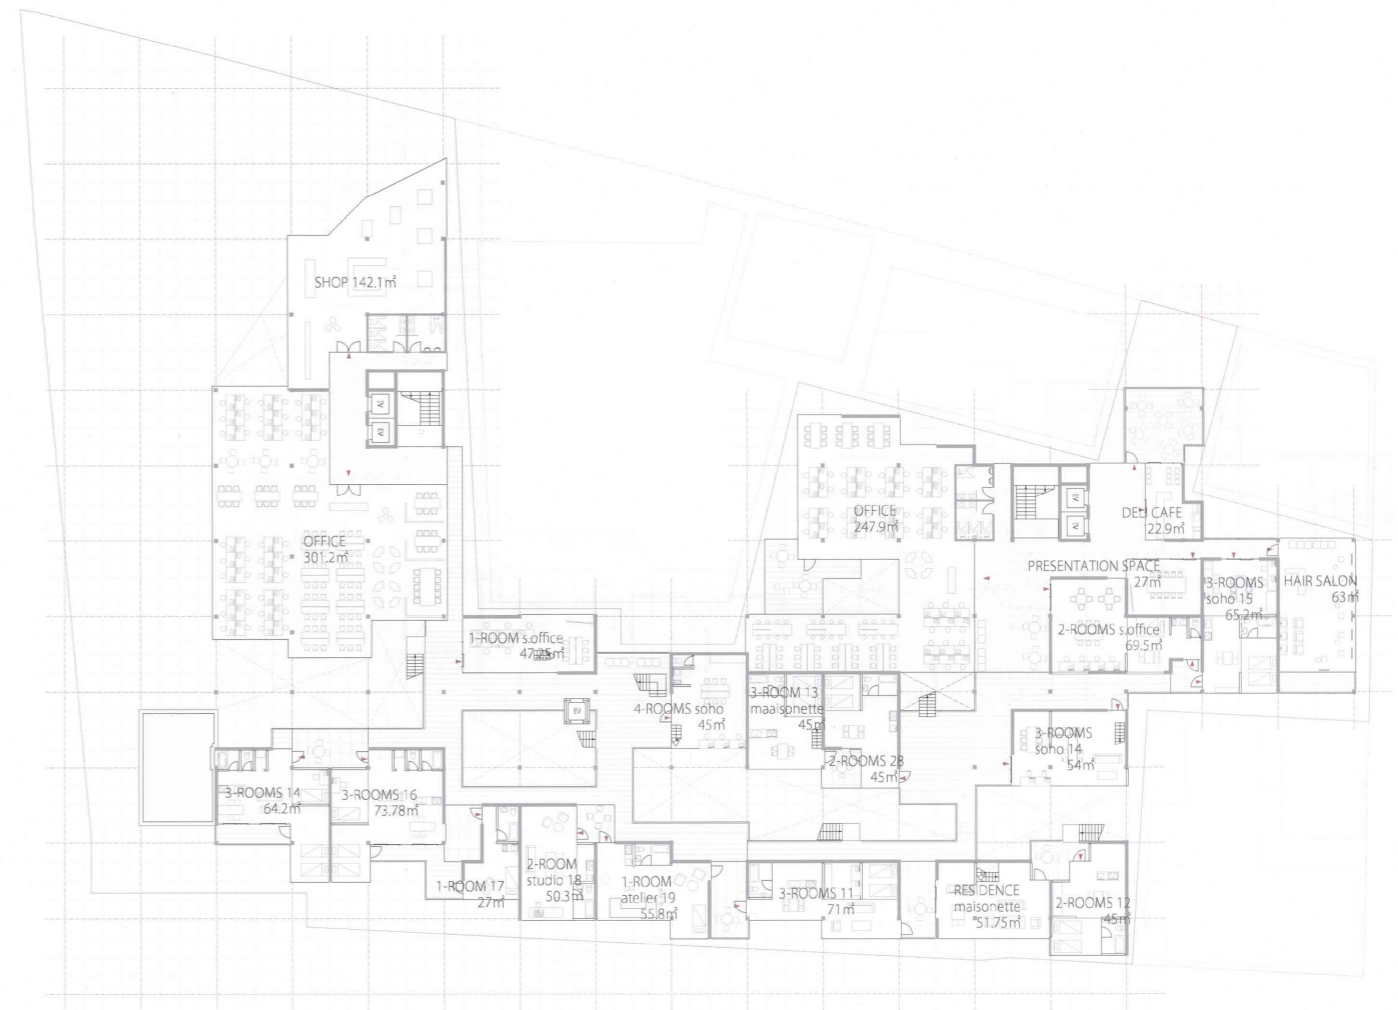 SHOP 142.1㎡
EV
EV
OFFICE
301.2㎡
OFFICE
247.9㎡
EV
EV
DELI CAFE
22.9㎡
PRESENTATION SPACE
27㎡
3-ROOMS
soho 15
65.2㎡
HAIR SALON
63㎡
1-ROOM s.office
47.25㎡
2-ROOMS s.office
69.5㎡
EV
4-ROOMS soho
45㎡
3-ROOM 13
maaisonette
45㎡
2-ROOMS 28
45㎡
3-ROOMS
soho 14
54㎡
3-ROOMS 14
64.2㎡
3-ROOMS 16
73.78㎡
1-ROOM 17
27㎡
2-ROOM
studio 18
50.3㎡
1-ROOM
atelier 19
55.8㎡
3-ROOMS 11
71㎡
RESIDENCE
maisonette
51.75㎡
2-ROOMS 12
45㎡